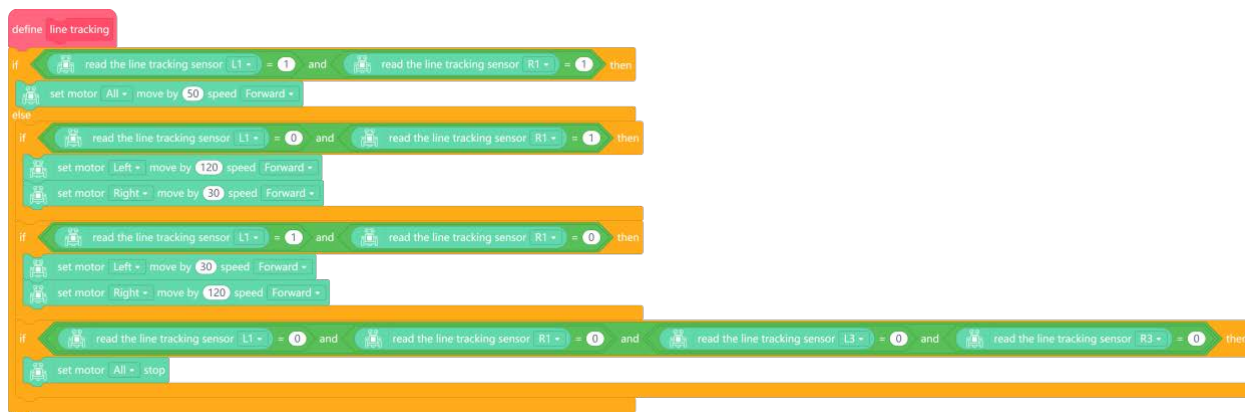 define line tracking
if read the line tracking sensor L1 = 1 and read the line tracking sensor R1 = 1 then
set motor All move by 50 speed Forward
else
if read the line tracking sensor L1 = 0 and read the line tracking sensor R1 = 1 then
set motor Left move by 120 speed Forward
set motor Right move by 30 speed Forward
if read the line tracking sensor L1 = 1 and read the line tracking sensor R1 = 0 then
set motor Left move by 30 speed Forward
set motor Right move by 120 speed Forward
if read the line tracking sensor L1 = 0 and read the line tracking sensor R1 = 0 and read the line tracking sensor L3 = 0 and read the line tracking sensor R3 = 0 then
set motor All stop